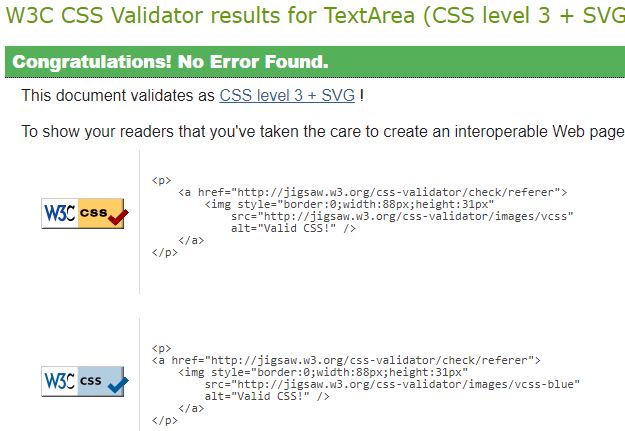 W3C CSS Validator results for TextArea (CSS level 3 + SVG
Congratulations! No Error Found.
This document validates as CSS level 3 + SVG !
To show your readers that you've taken the care to create an interoperable Web page
W3C css
<p>
    <a href="http://jigsaw.w3.org/css-validator/check/referer">
        <img style="border:0;width:88px;height:31px"
            src="http://jigsaw.w3.org/css-validator/images/vcss"
            alt="Valid CSS!" />
    </a>
</p>
W3C css
<p>
<a href="http://jigsaw.w3.org/css-validator/check/referer">
    <img style="border:0;width:88px;height:31px"
        src="http://jigsaw.w3.org/css-validator/images/vcss-blue"
        alt="Valid CSS!" />
    </a>
</p>